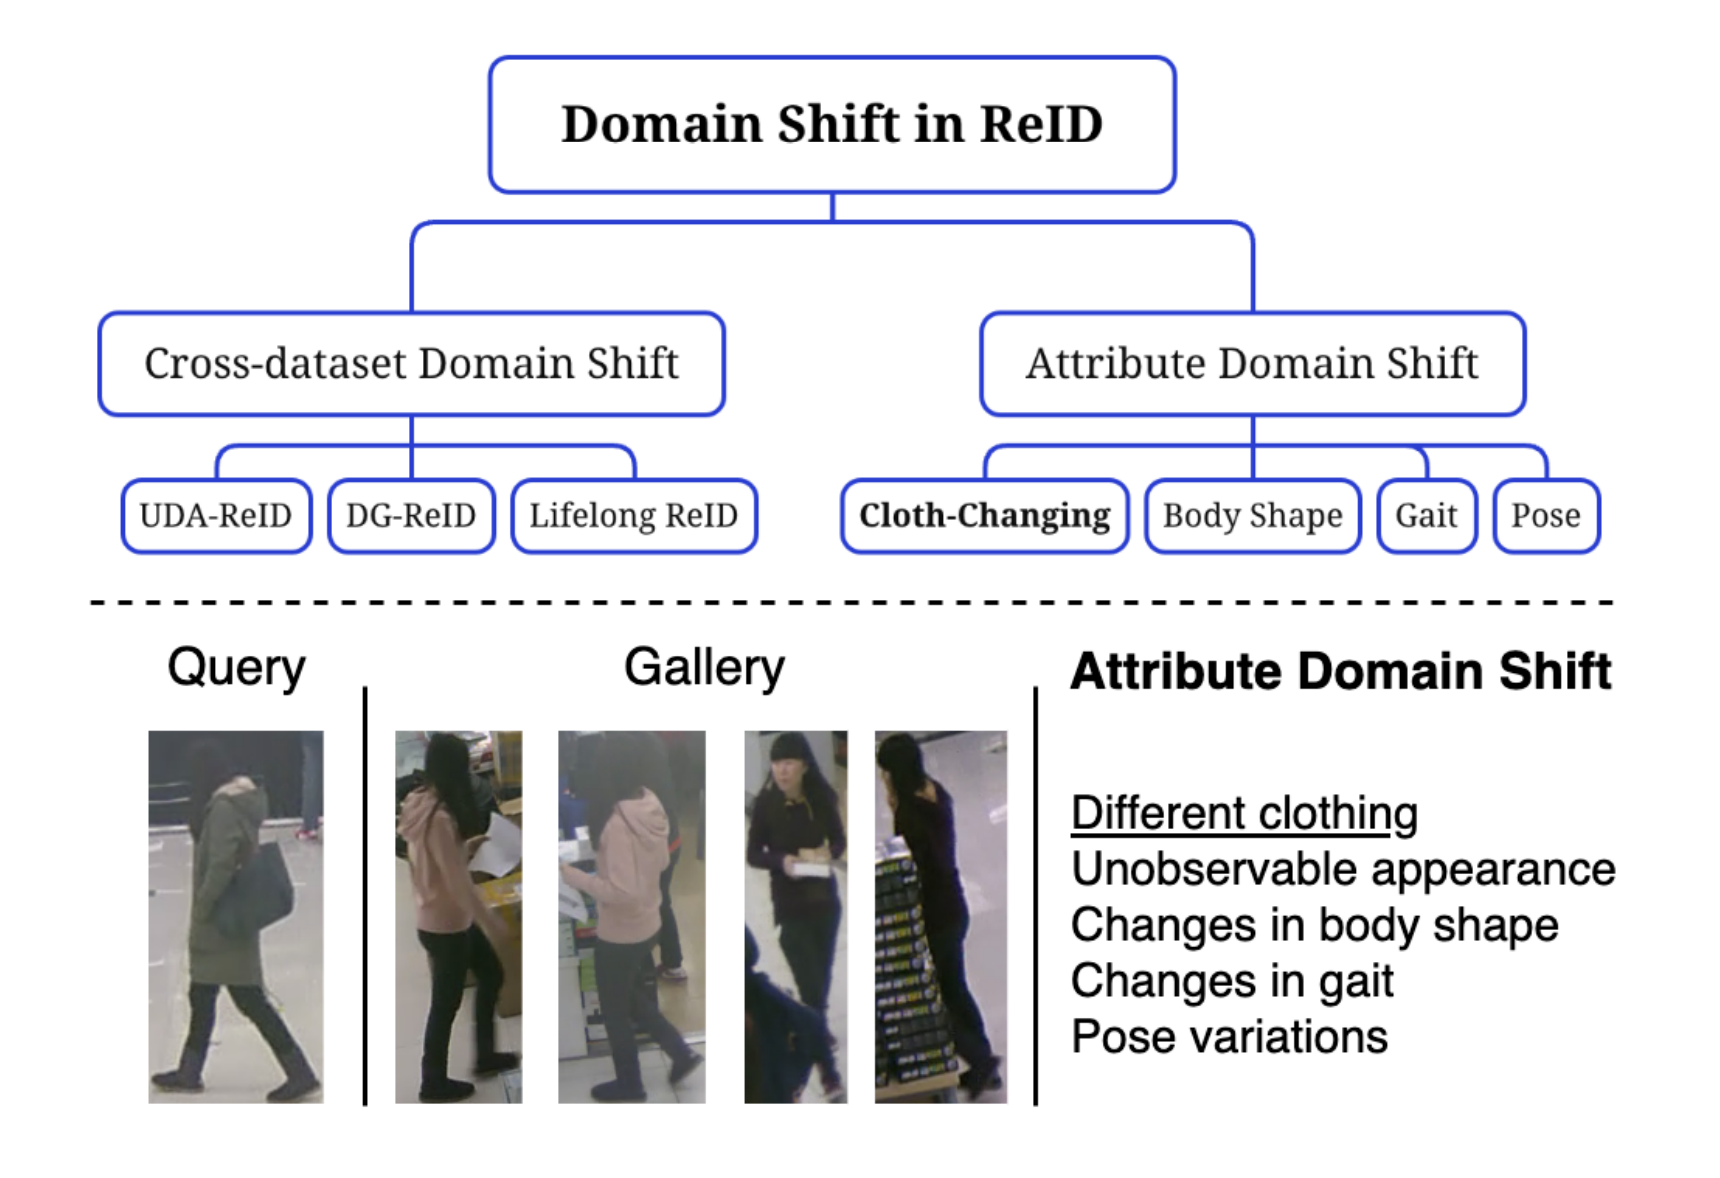 Domain Shift in ReID
Cross-dataset Domain Shift
Attribute Domain Shift
UDA-ReID
DG-ReID
Lifelong ReID
Cloth-Changing
Body Shape
Gait
Pose
Query
Gallery
Attribute Domain Shift
Different clothing
Unobservable appearance
Changes in body shape
Changes in gait
Pose variations